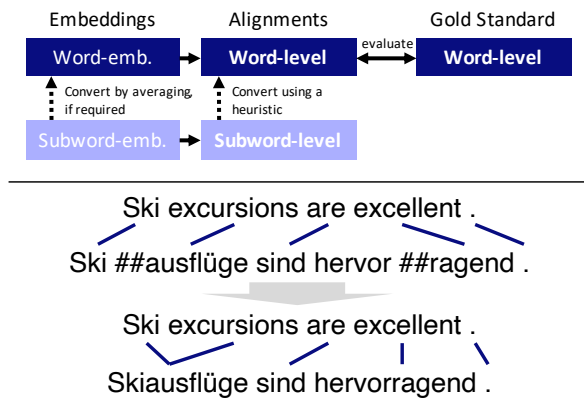 Embeddings Alignments Gold Standard
Word-emb. Word-level evaluate Word-level
Convert by averaging, if required
Convert using a heuristic
Subword-emb. Subword-level
Ski excursions are excellent .
Ski ##ausflüge sind hervor ##ragend .
Ski excursions are excellent .
Skiausflüge sind hervorragend .